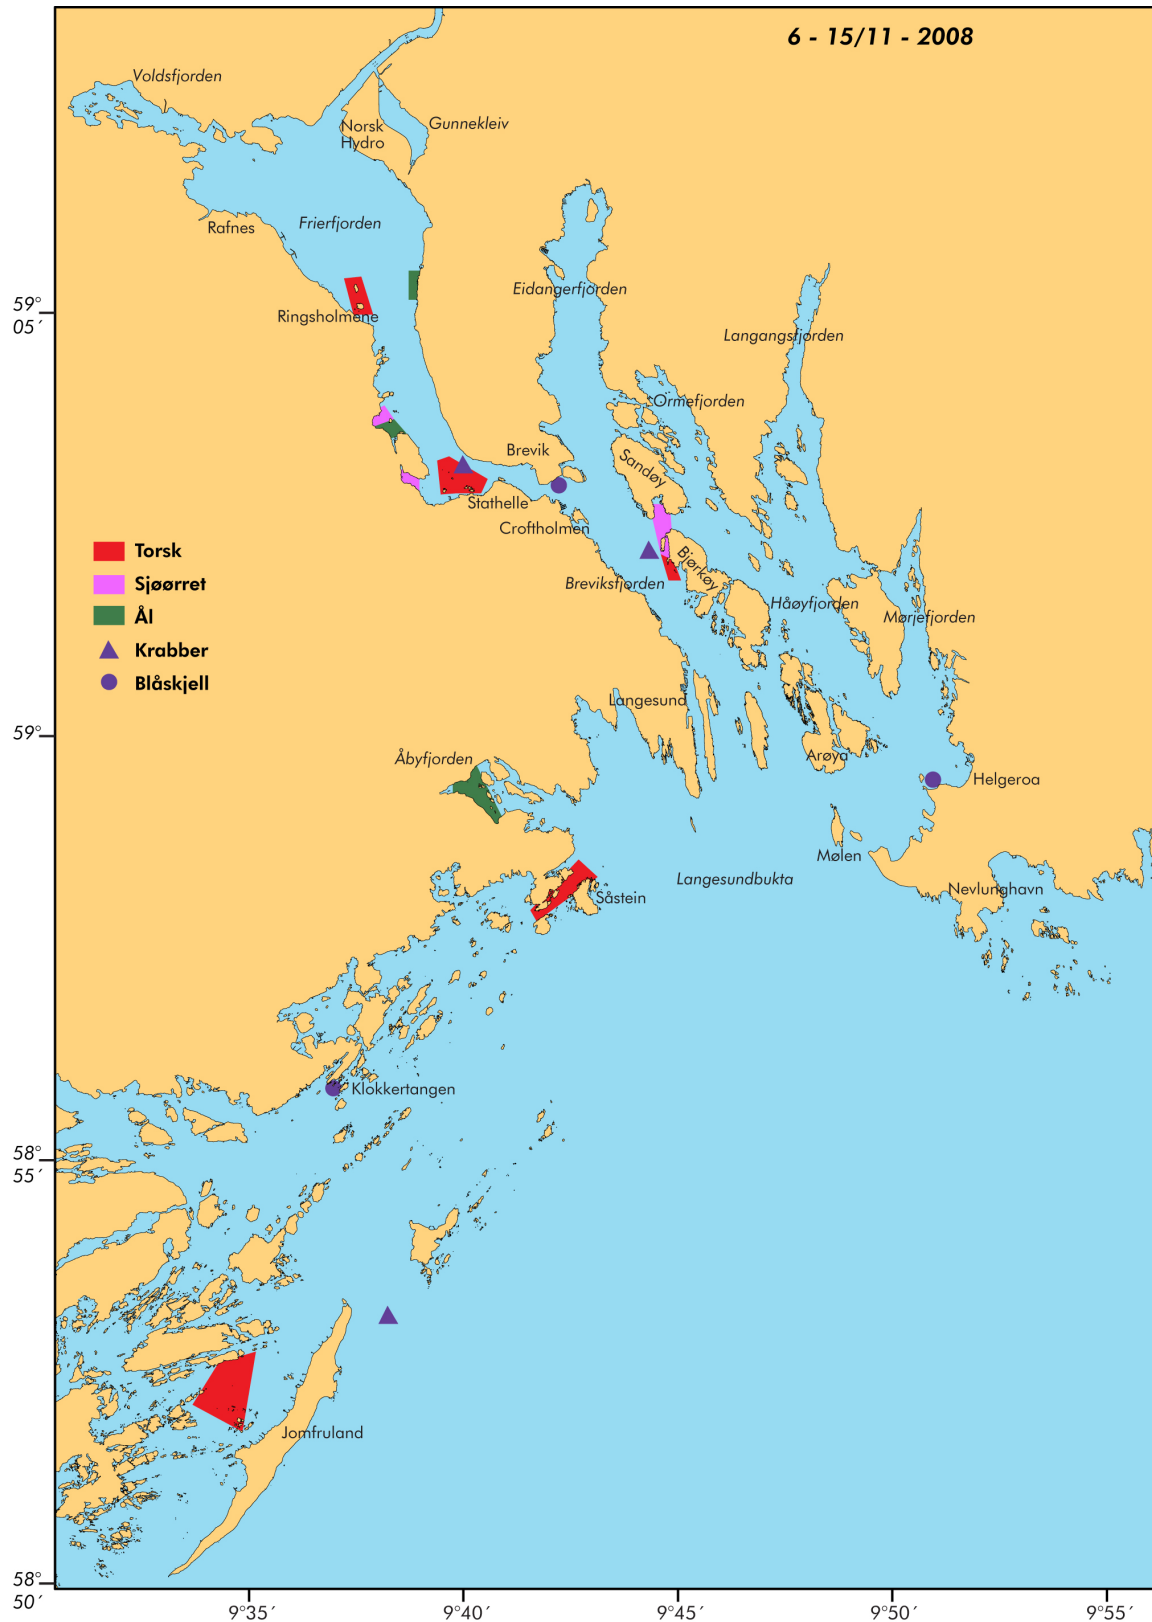 6 - 15/11 - 2008
Voldsfjorden
Norsk
Hydro
Gunnekleiv
Rafnes
Frierfjorden
Eidangerfjorden
59°
05´
Ringsholmene
Langangsfjorden
Ormefjorden
Brevik
Sandøy
Stathelle
Croftholmen
Torsk
Sjøørret
Ål
Krabber
Blåskjell
Breviksfjorden
Bjørkøy
Håøyfjorden
Mørjefjorden
Langesund
59°
Åbyfjorden
Arøya
Helgeroa
Mølen
Langesundbukta
Nevlunghavn
Såstein
Klokkertangen
58°
55´
Jomfruland
58°
50´
9°35´
9°40´
9°45´
9°50´
9°55´